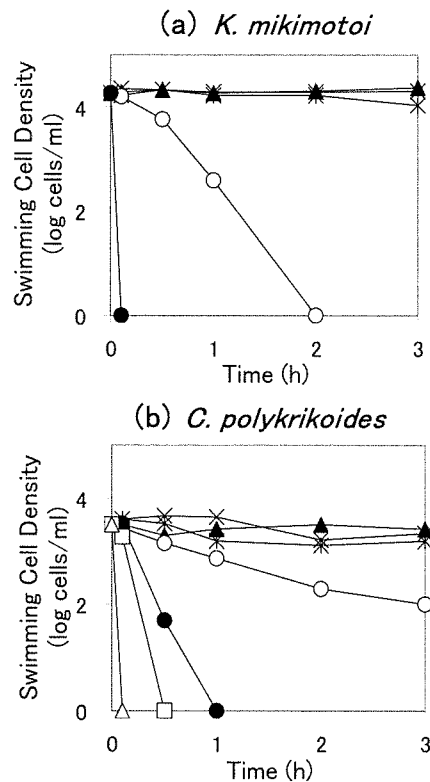 (a) K. mikimotoi
Swimming Cell Density
(log cells/ml)
4
2
0
0 1 2 3
Time (h)
(b) C. polykrikoides
Swimming Cell Density
(log cells/ml)
4
2
0
0 1 2 3
Time (h)